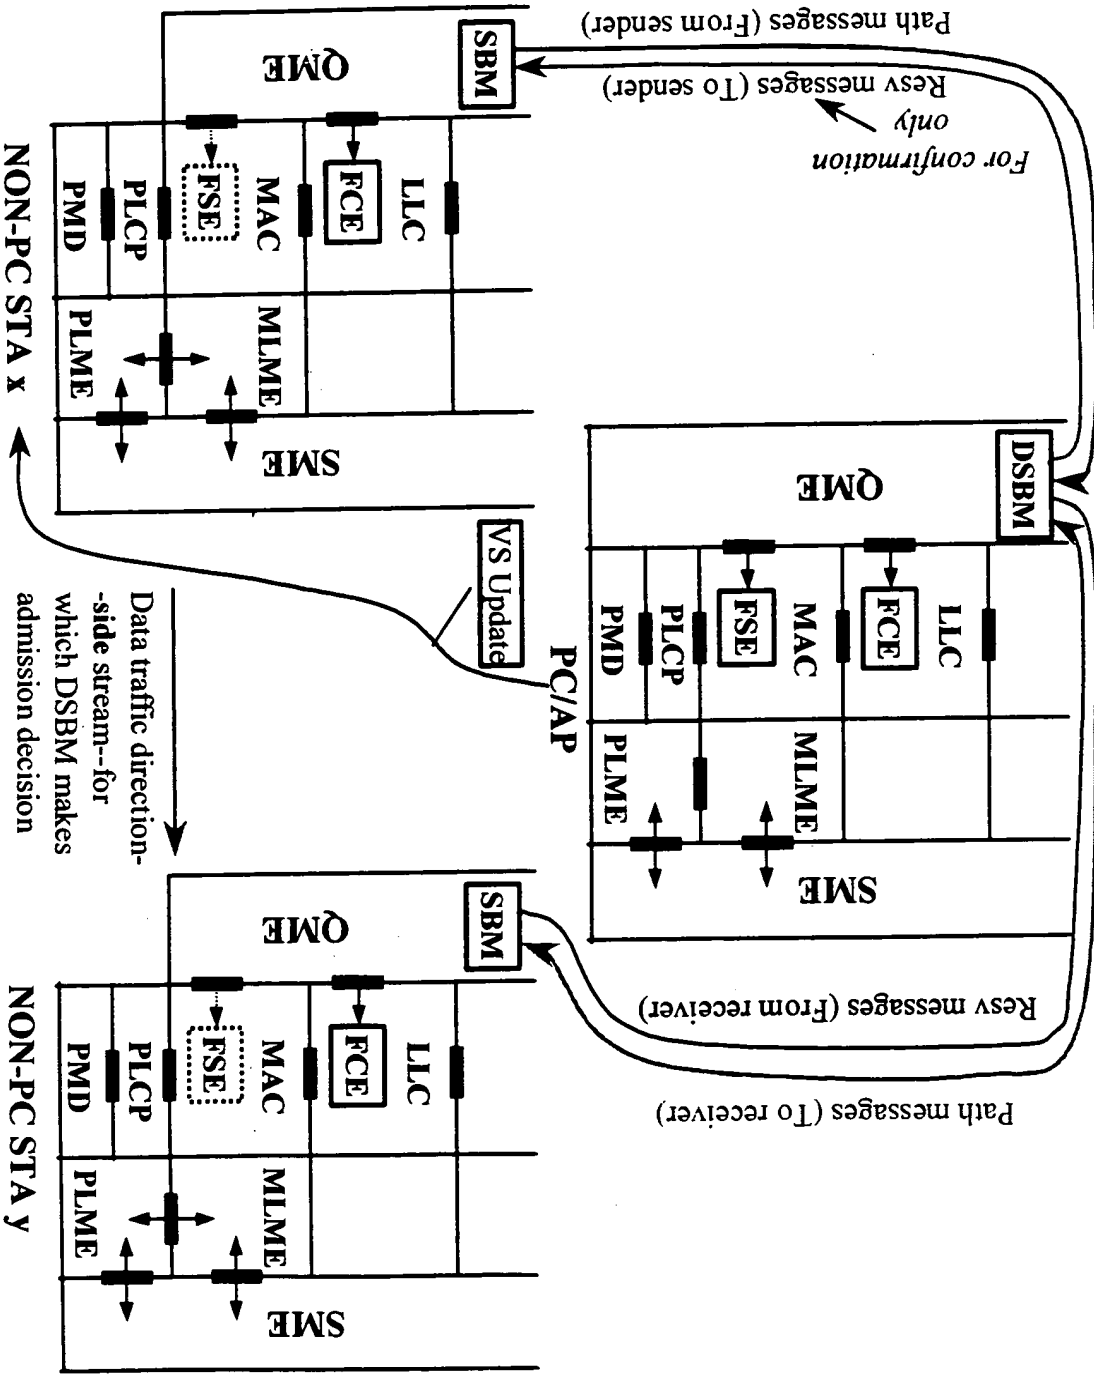 Path messages (From sender)
Resv messages (To sender)
For confirmation
only
SBM
QME
LLC
FCE
MAC
FSE
PLCP
PMD
MLME
PLME
SME
NON-PC STA x
DSBM
QME
LLC
FCE
MAC
FSE
PLCP
PMD
MLME
PLME
SME
PC/AP
VS Update
Data traffic direction-
-side stream--for
which DSBM makes
admission decision
Resv messages (From receiver)
Path messages (To receiver)
SBM
QME
LLC
FCE
MAC
FSE
PLCP
PMD
MLME
PLME
SME
NON-PC STA y